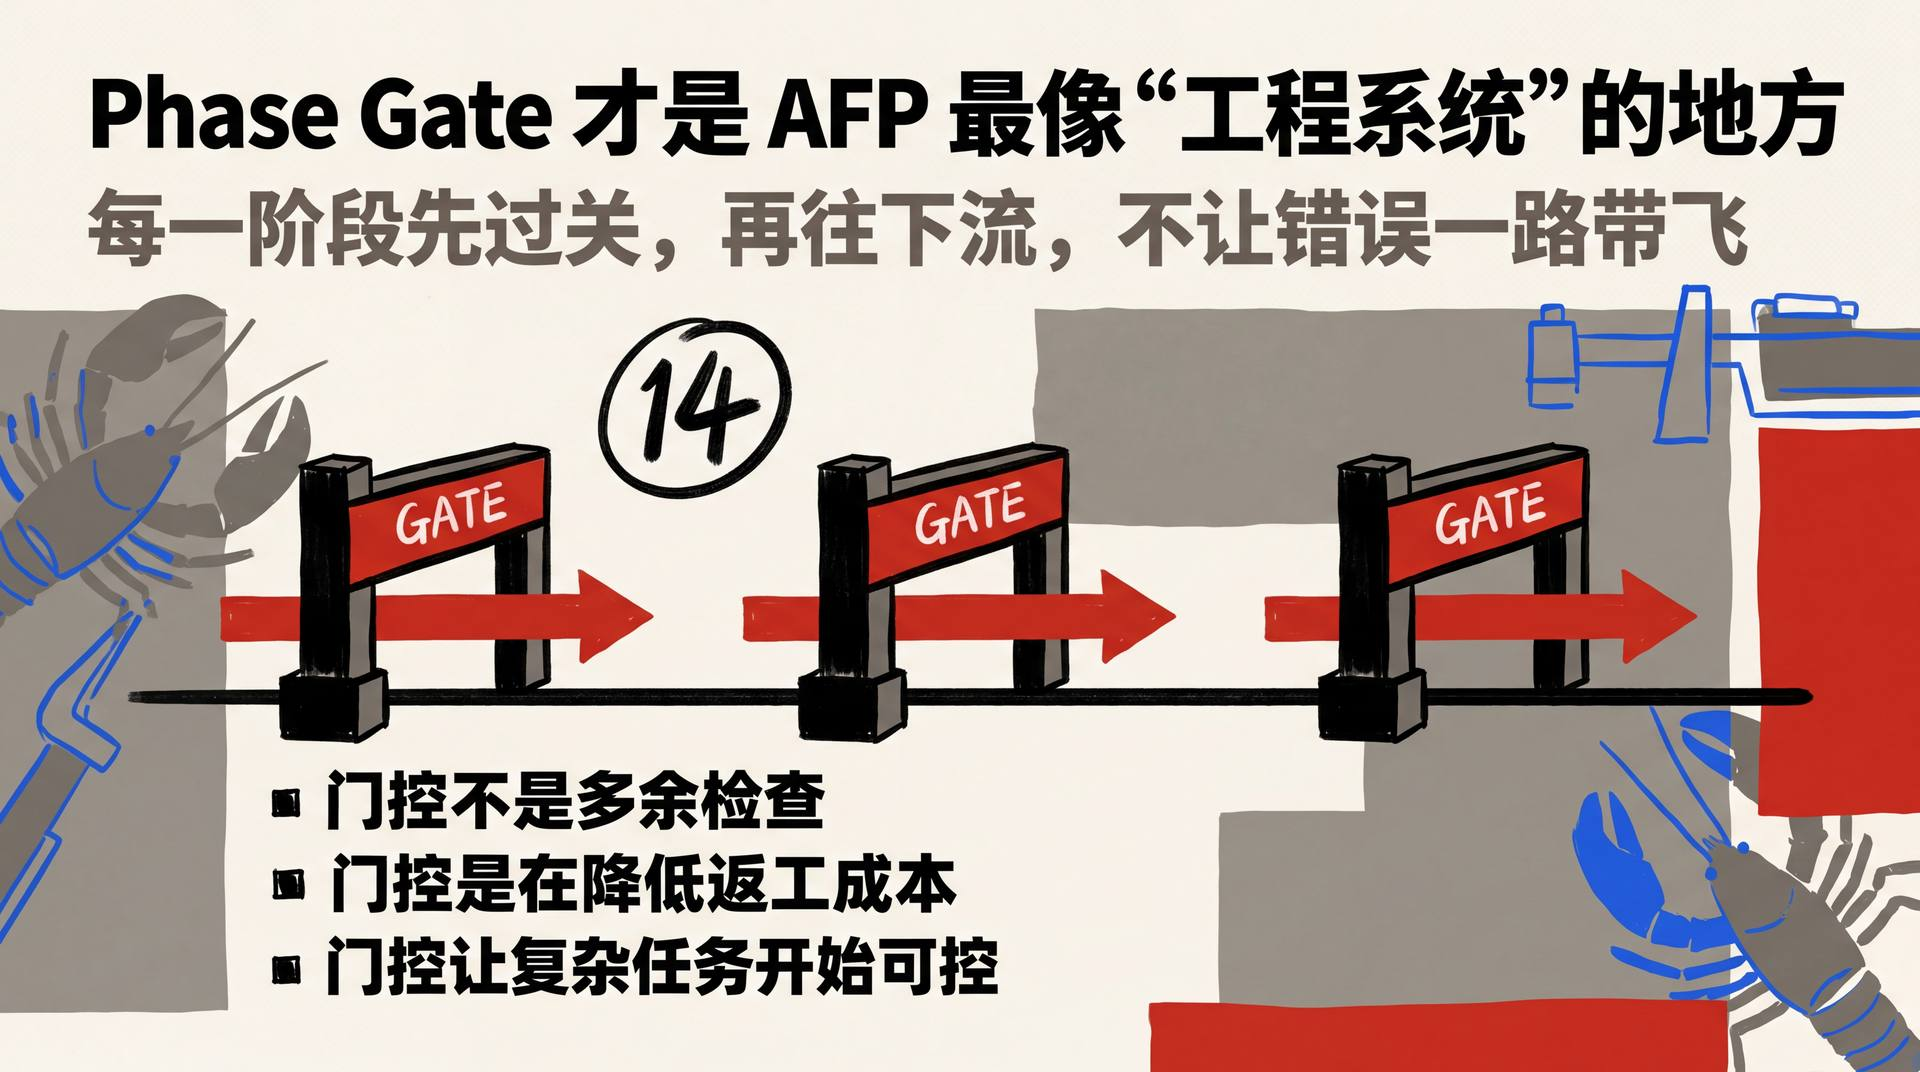 Phase Gate 才是 AFP 最像“工程系统”的地方
每一阶段先过关，再往下流，不让错误一路带飞
14
GATE
GATE
GATE
门控不是多余检查
门控是在降低返工成本
门控让复杂任务开始可控